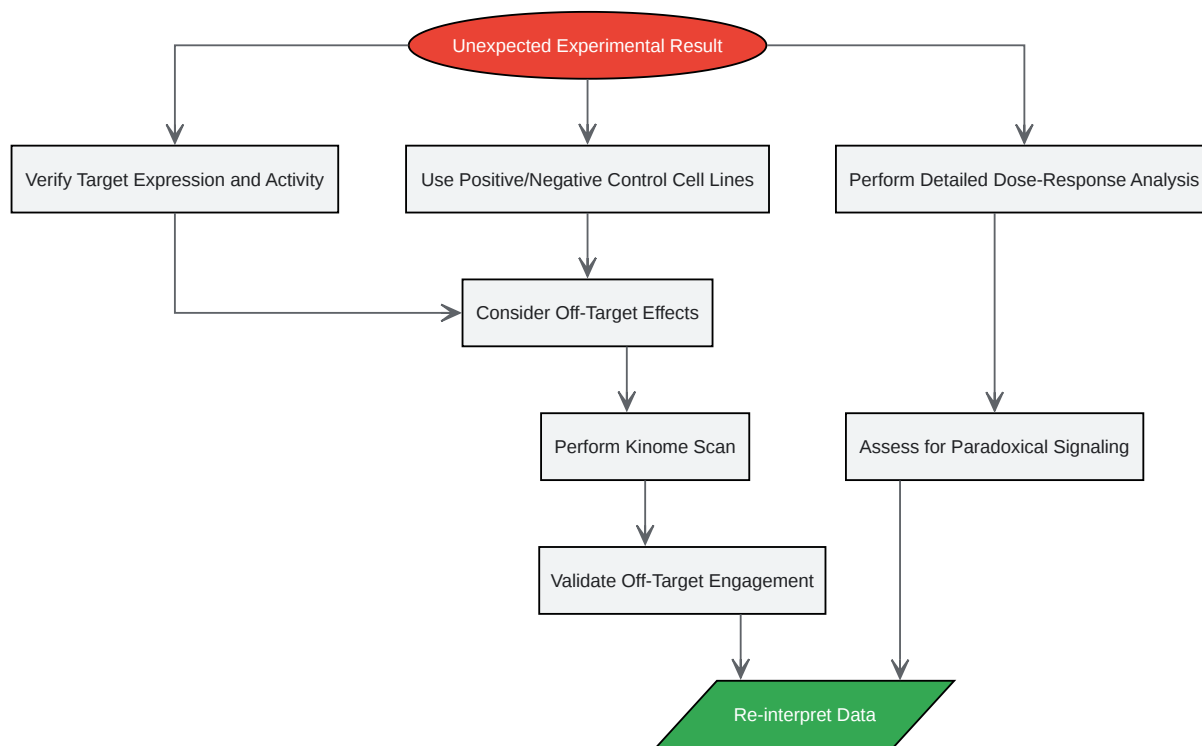 Unexpected Experimental Result
Verify Target Expression and Activity
Use Positive/Negative Control Cell Lines
Perform Detailed Dose-Response Analysis
Consider Off-Target Effects
Perform Kinome Scan
Assess for Paradoxical Signaling
Validate Off-Target Engagement
Re-interpret Data